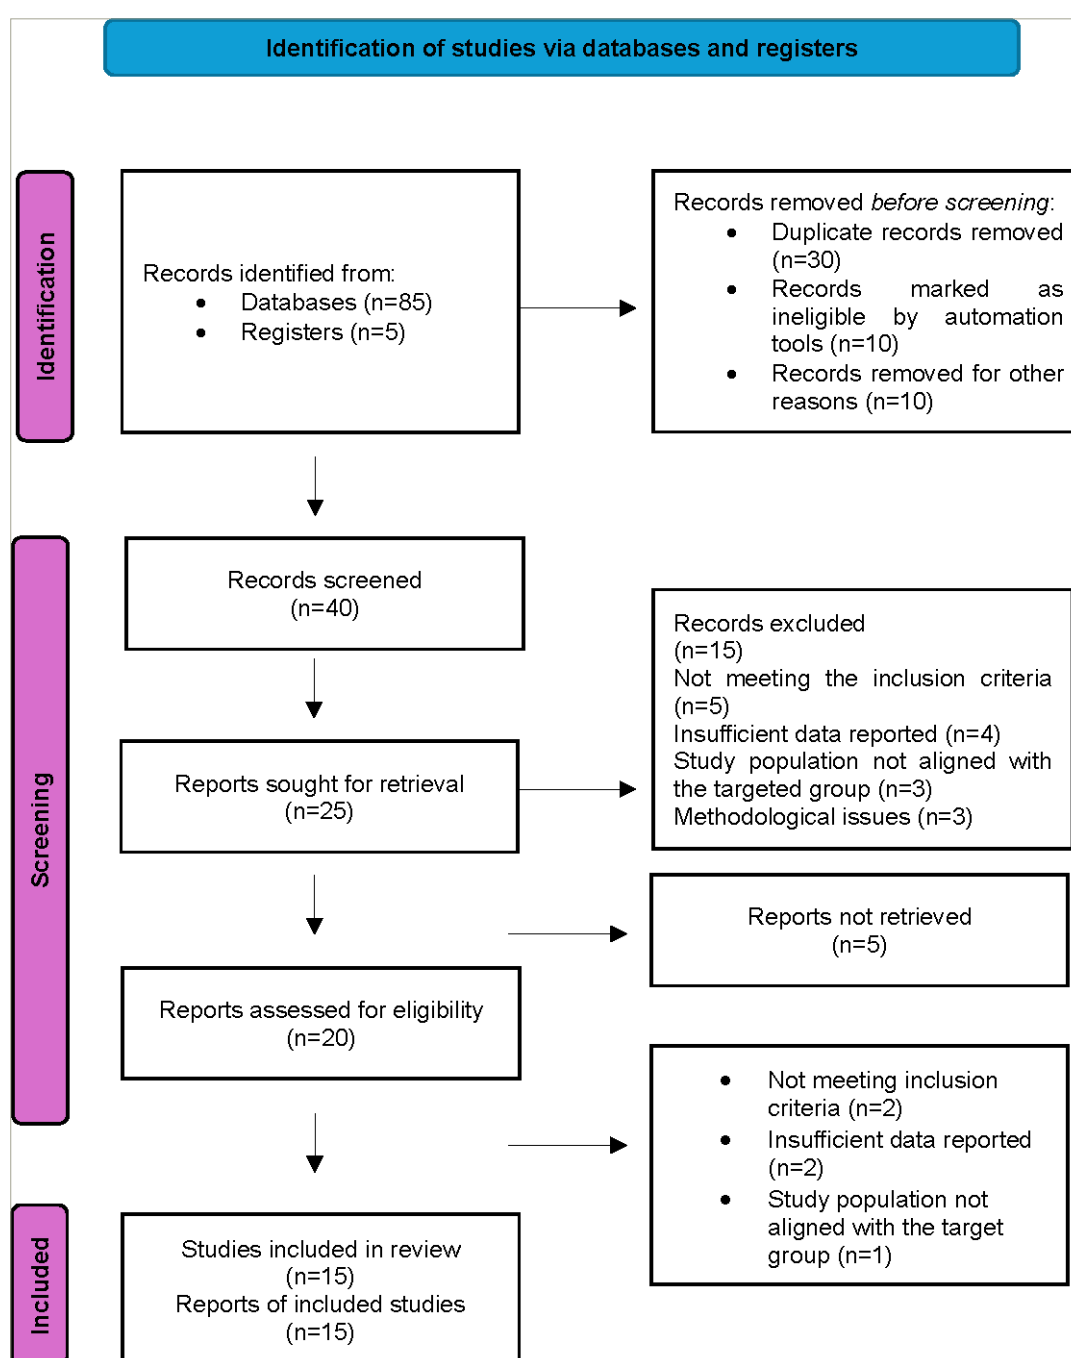 Identification of studies via databases and registers
Identification
Records identified from:
• Databases (n=85)
• Registers (n=5)
Records removed before screening:
• Duplicate records removed
(n=30)
• Records marked as
ineligible by automation
tools (n=10)
• Records removed for other
reasons (n=10)
Screening
Records screened
(n=40)
Records excluded
(n=15)
Not meeting the inclusion criteria
(n=5)
Insufficient data reported (n=4)
Study population not aligned with
the targeted group (n=3)
Methodological issues (n=3)
Reports sought for retrieval
(n=25)
Reports not retrieved
(n=5)
Reports assessed for eligibility
(n=20)
• Not meeting inclusion
criteria (n=2)
• Insufficient data reported
(n=2)
• Study population not
aligned with the target
group (n=1)
Included
Studies included in review
(n=15)
Reports of included studies
(n=15)